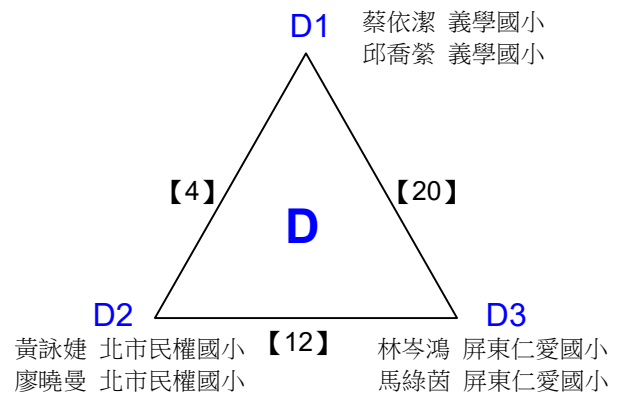 D1
蔡依潔 義學國小
邱喬縈 義學國小
【4】
【20】
D
D2
D3
黃詠婕 北市民權國小
廖曉曼 北市民權國小
【12】
林岑鴻 屏東仁愛國小
馬綠茵 屏東仁愛國小